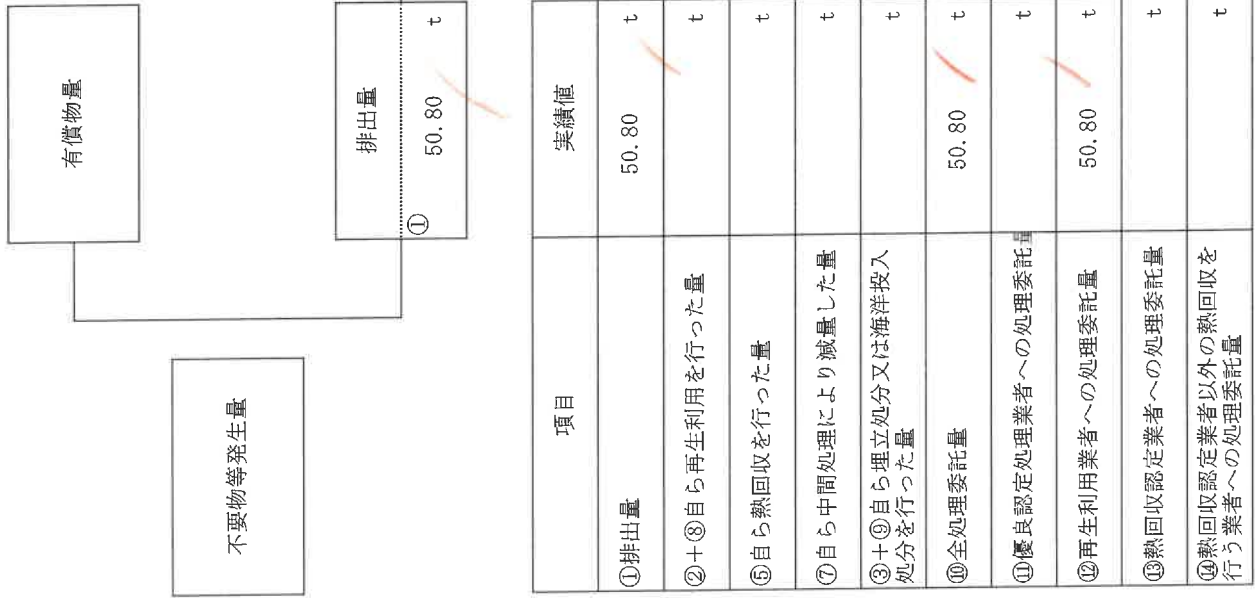 有償物量
不要物等発生量
排出量
① 50.80 t
項目 実績値
①排出量 50.80 t
②+⑧自ら再生利用を行った量 t
⑤自ら熱回収を行った量 t
⑦自ら中間処理により減量した量 t
③+⑨自ら埋立処分又は海洋投入
処分を行った量 t
⑩全処理委託量 50.80 t
⑪優良認定処理業者への処理委託量 t
⑫再生利用業者への処理委託量 50.80 t
⑬熱回収認定業者への処理委託量 t
⑭熱回収認定業者以外の熱回収を
行う業者への処理委託量 t